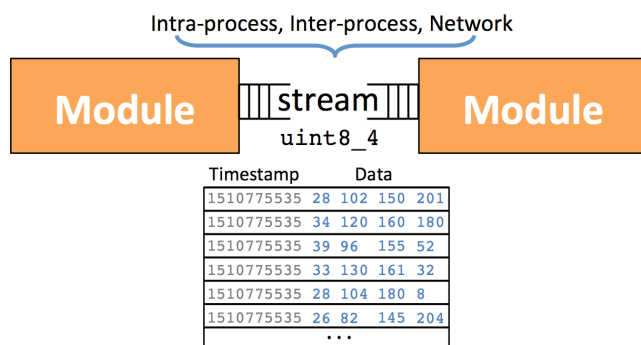 Intra-process, Inter-process, Network
Module stream Module
uint8_4
Timestamp Data
1510775535 28 102 150 201
1510775535 34 120 160 180
1510775535 39 96 155 52
1510775535 33 130 161 32
1510775535 28 104 180 8
1510775535 26 82 145 204
...